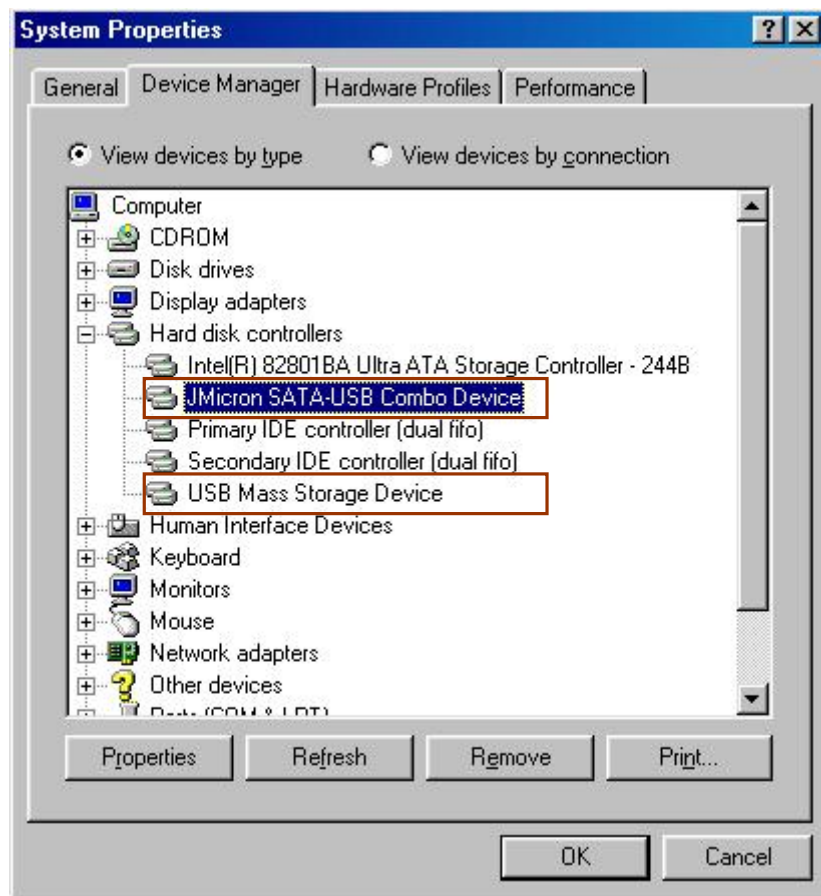 System Properties
General Device Manager Hardware Profiles Performance
View devices by type View devices by connection
Computer
CDROM
Disk drives
Display adapters
Hard disk controllers
Intel(R) 82801BA Ultra ATA Storage Controller - 244B
JMicron SATA-USB Combo Device
Primary IDE controller (dual fifo)
Secondary IDE controller (dual fifo)
USB Mass Storage Device
Human Interface Devices
Keyboard
Monitors
Mouse
Network adapters
Other devices
Ports (COM & LPT)
Properties Refresh Remove Print...
OK Cancel